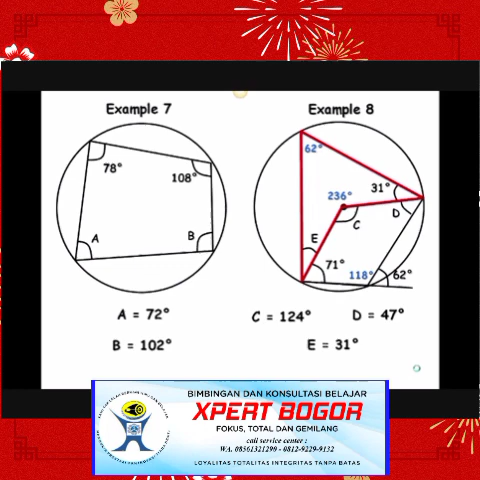 Example 7
Example 8
78°
108°
A
B
62°
236°
31°
D
C
E
71°
118°
62°
A = 72°
C = 124°
D = 47°
B = 102°
E = 31°
BIMBINGAN DAN KONSULTASI BELAJAR
XPERT BOGOR
FOKUS, TOTAL DAN GEMILANG
call service center :
WA. 08561321290 - 0812-9229-9132
LOYALITAS TOTALITAS INTEGRITAS TANPA BATAS